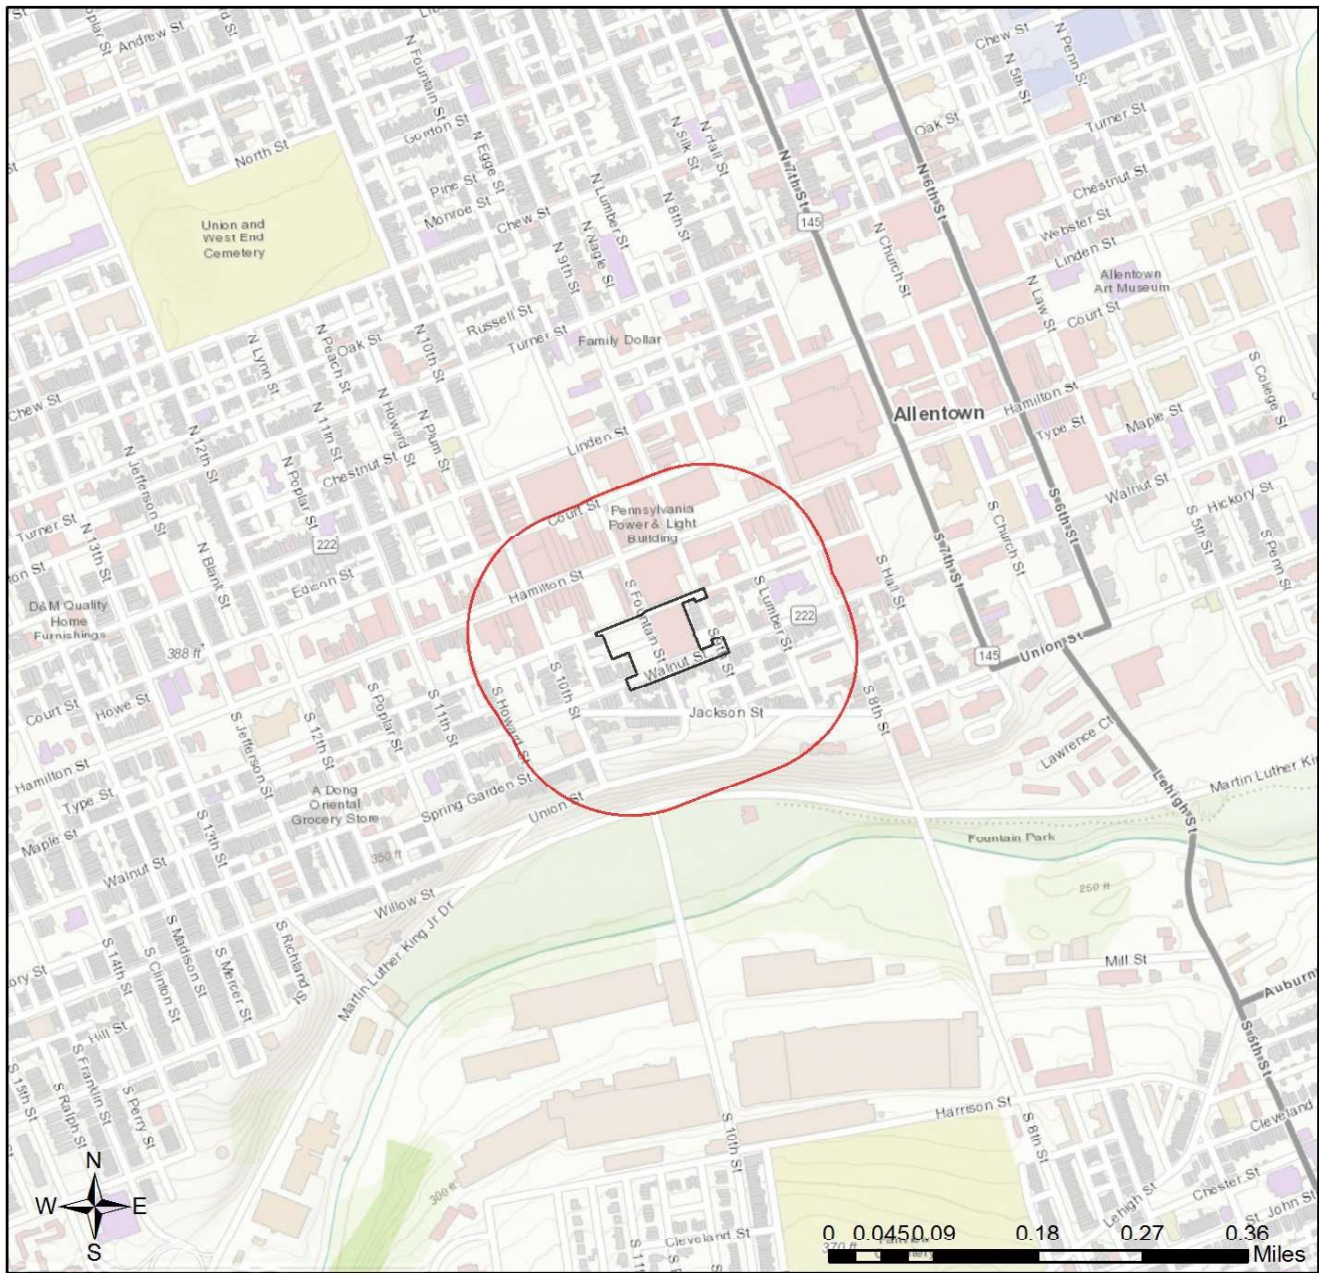 Andrew St
N Fountain St
Gordon St
North St
N Egge St
Pine St
Monroe St
Chew St
Union and
West End
Cemetery
N Lumber St
N Nagle St
N 9th St
N Silk St
N Hall St
N 8th St
N 7th St
145
N 6th St
N Church St
Chew St
N 5th St
N Penn St
Oak St
Turner St
Chestnut St
Webster St
Linden St
Allentown
Art Museum
N Law St
Court St
Russell St
Turner St
Family Dollar
N Lynn St
N Peach St
Oak St
N 10th St
Chew St
N 11th St
N Howard St
N Plum St
Allentown
Hamilton St
Type St
Maple St
S College St
N 12th St
N Jefferson St
N Poplar St
Chestnut St
Linden St
Turner St
N 13th St
N Blank St
222
Edison St
Court St
Pennsylvania
Power & Light
Building
Hamilton St
S 7th St
S Church St
S 6th St
Walnut St
Hickory St
S 5th St
S Penn St
D&M Quality
Home
Furnishings
388 ft
S Fountain St
S Lumber St
222
S Hall St
145
Union St
Walnut St
S 10th St
S Howard St
Jackson St
S 8th St
Court St
Howe St
S Jefferson St
S 12th St
S Poplar St
S 11th St
Hamilton St
Type St
Maple St
A Dong
Oriental
Grocery Store
Spring Garden St
Union St
Lawrence Ct
Lehigh St
S 13th St
Walnut St
350 ft
Fountain Park
Willow St
Martin Luther King Jr Dr
250 ft
S 14th St
S Clinton St
S Madison St
S Mercer St
S Richland St
Mill St
Auburn
Hill St
S 15th St
S Ralph St
S Franklin St
S Perry St
S 6th St
Harrison St
S 10th St
S 8th St
Cleveland
300 ft
Cleveland St
Lehigh St
Chester St
St John St
370 ft
N
W E
S
0 0.045 0.09 0.18 0.27 0.36
Miles